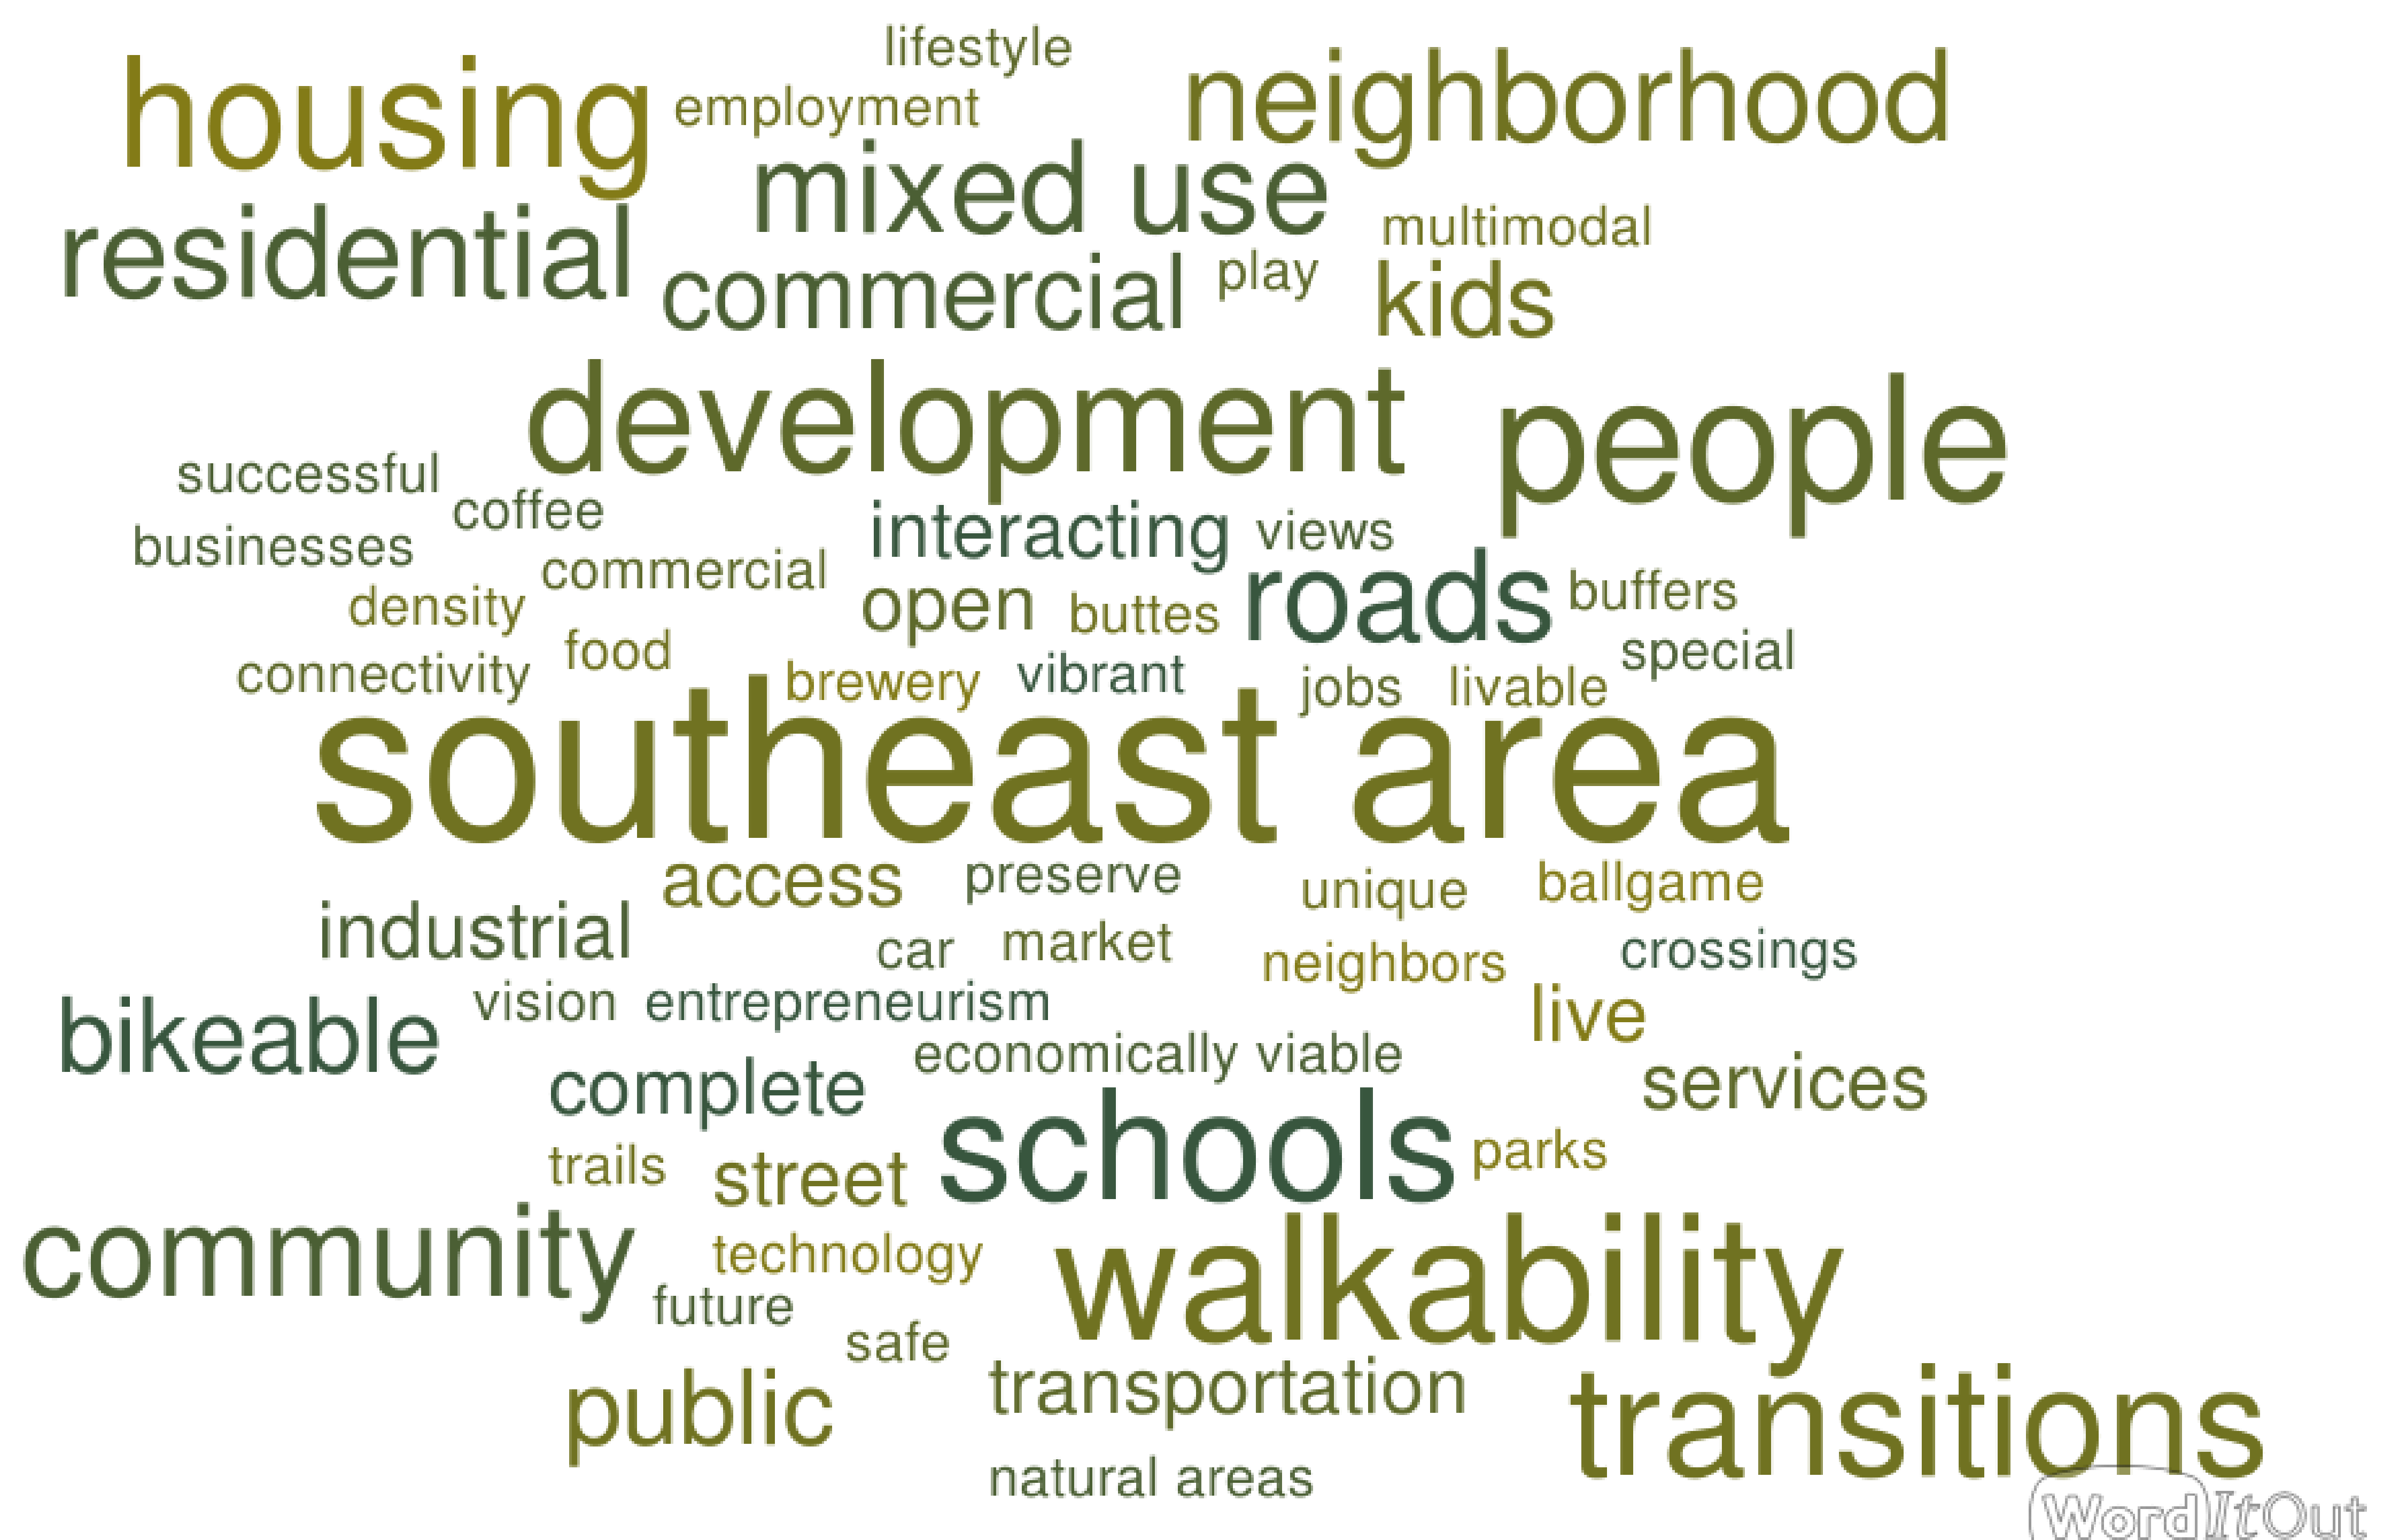 lifestyle
housing
employment
neighborhood
mixed use
residential
multimodal
commercial
play
kids
development
people
successful
coffee
interacting
views
businesses
commercial
roads
density
open
buttes
buffers
connectivity
food
brewery
vibrant
jobs
livable
special
southeast area
access
preserve
unique
ballgame
industrial
car
market
neighbors
crossings
bikeable
vision
entrepreneurism
live
complete
economically viable
services
trails
street
schools
parks
community
technology
walkability
future
safe
public
transportation
transitions
natural areas
WordItOut